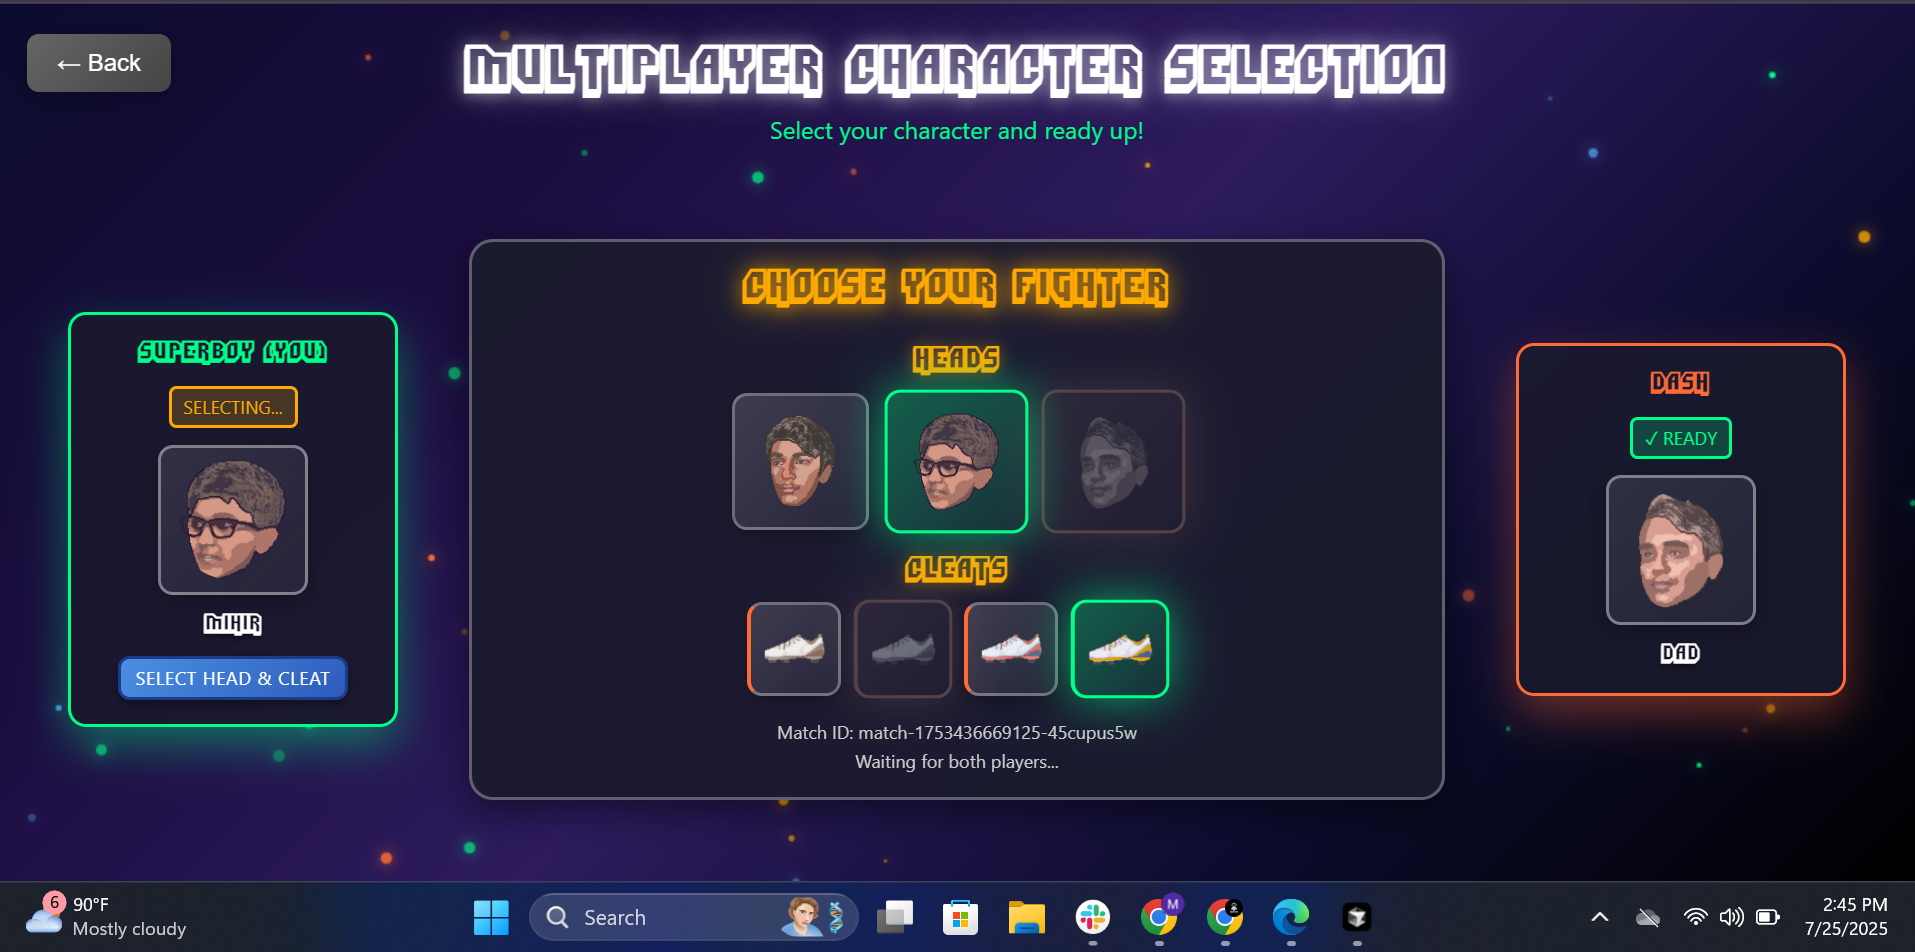 ← Back
MULTIPLAYER CHARACTER SELECTION
Select your character and ready up!
SUPERBOY (YOU)
SELECTING...
MIHIR
SELECT HEAD & CLEAT
CHOOSE YOUR FIGHTER
HEADS
CLEATS
Match ID: match-1753436669125-45cupus5w
Waiting for both players...
DASH
✓ READY
DAD
6
90°F
Mostly cloudy
Search
M
2:45 PM
7/25/2025